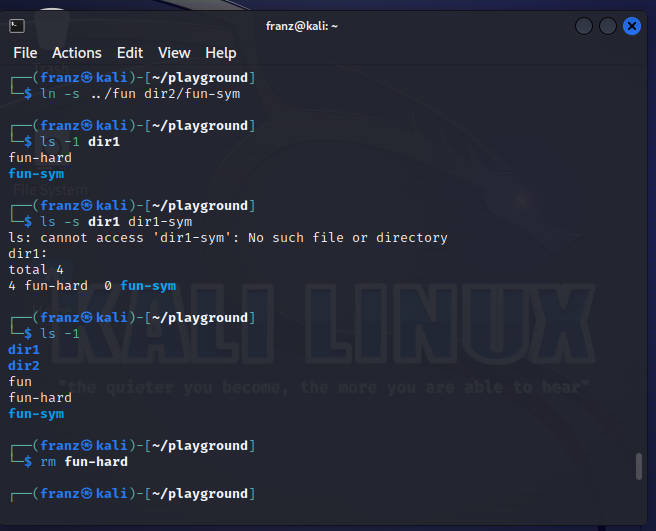 franz@kali: ~
File Actions Edit View Help
┌──(franz㉿kali)-[~/playground]
└─$ ln -s ../fun dir2/fun-sym
┌──(franz㉿kali)-[~/playground]
└─$ ls -1 dir1
fun-hard
fun-sym
File System
┌──(franz㉿kali)-[~/playground]
└─$ ls -s dir1 dir1-sym
ls: cannot access 'dir1-sym': No such file or directory
dir1:
total 4
4 fun-hard  0 fun-sym
┌──(franz㉿kali)-[~/playground]
└─$ ls -1
dir1
dir2
fun
fun-hard
fun-sym
KALI LINUX
"the quieter you become, the more you are able to hear"
┌──(franz㉿kali)-[~/playground]
└─$ rm fun-hard
┌──(franz㉿kali)-[~/playground]